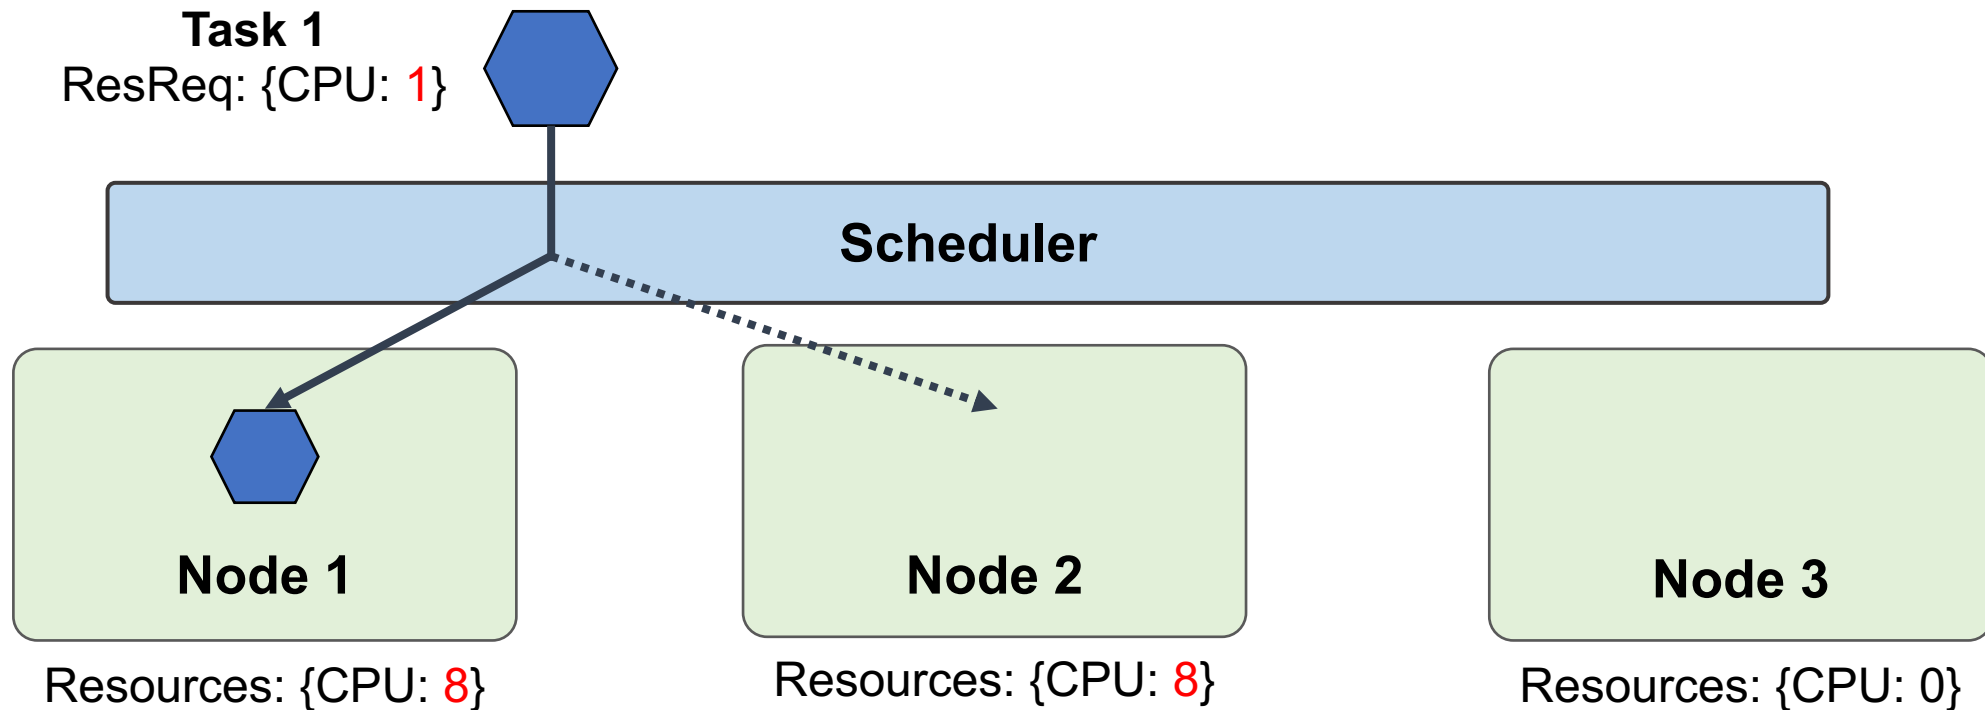 Task 1
ResReq: {CPU: 1}
Scheduler
Node 1
Node 2
Node 3
Resources: {CPU: 8}
Resources: {CPU: 8}
Resources: {CPU: 0}